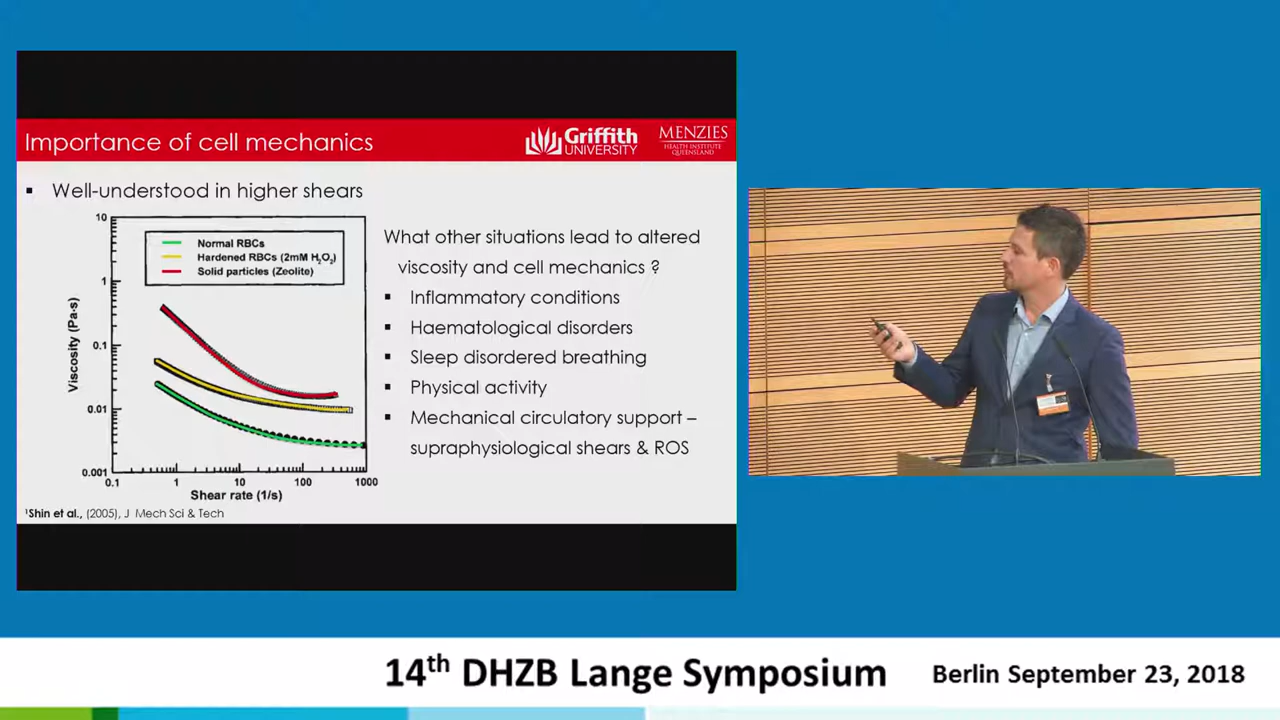 Importance of cell mechanics
Griffith
UNIVERSITY
MENZIES
HEALTH INSTITUTE
QUEENSLAND
▪ Well-understood in higher shears
Viscosity (Pa·s)
10
1
0.1
0.01
0.001
Normal RBCs
Hardened RBCs (2mM H₂O₂)
Solid particles (Zeolite)
0.1 1 10 100 1000
Shear rate (1/s)
What other situations lead to altered
viscosity and cell mechanics ?
▪ Inflammatory conditions
▪ Haematological disorders
▪ Sleep disordered breathing
▪ Physical activity
▪ Mechanical circulatory support –
supraphysiological shears & ROS
¹Shin et al., (2005), J Mech Sci & Tech
14th DHZB Lange Symposium
Berlin September 23, 2018